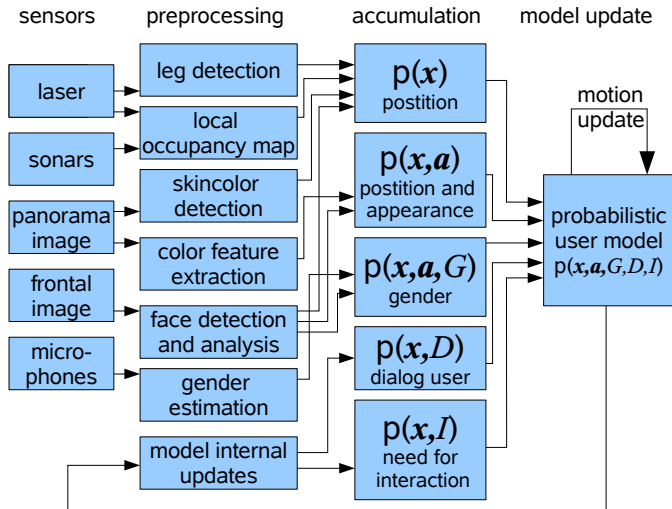 sensors
preprocessing
accumulation
model update
laser
sonars
panorama
image
frontal
image
micro-
phones
leg detection
local
occupancy map
skincolor
detection
color feature
extraction
face detection
and analysis
gender
estimation
model internal
updates
p(x)
postition
p(x,a)
postition and
appearance
p(x,a,G)
gender
p(x,D)
dialog user
p(x,I)
need for
interaction
motion
update
probabilistic
user model
p(x,a,G,D,I)